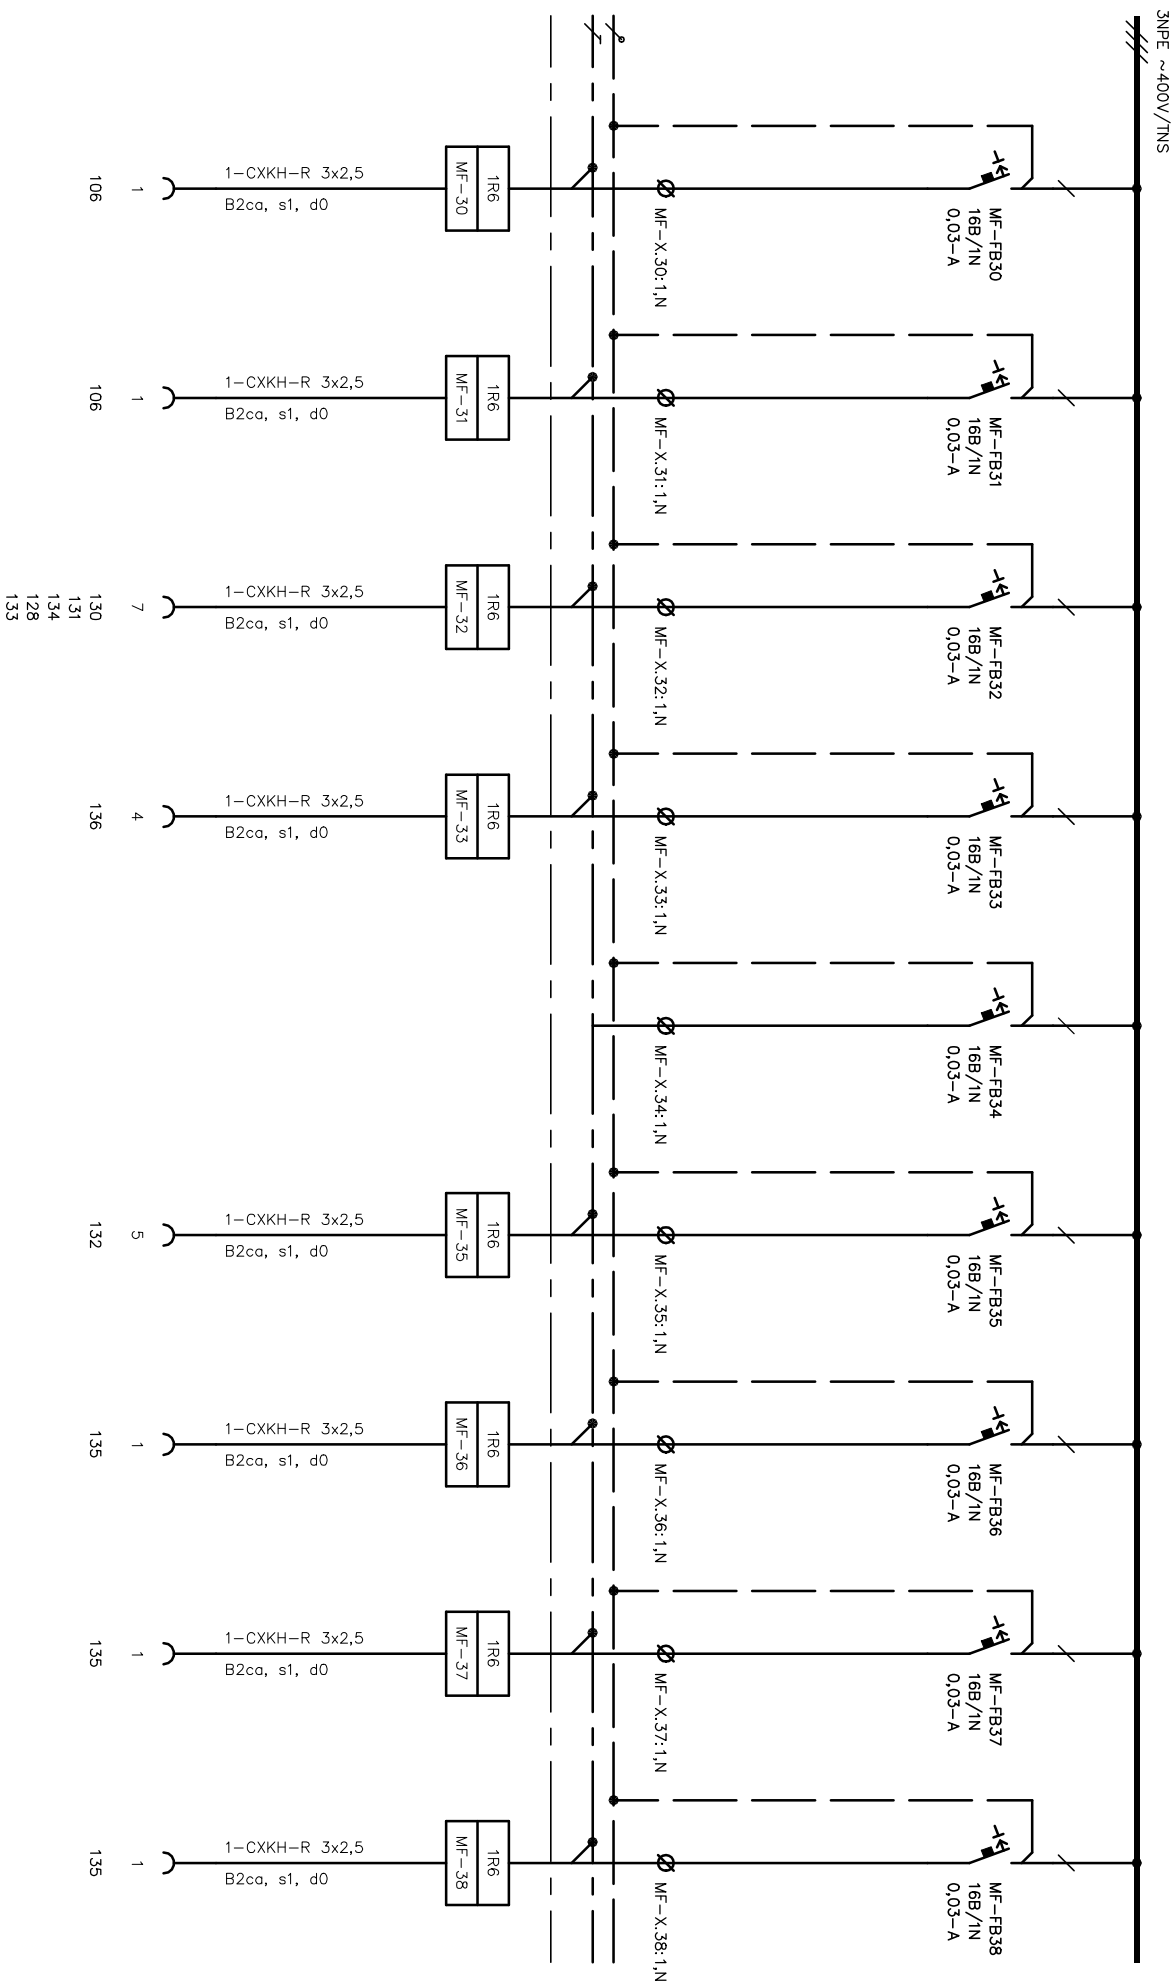 3NPE ~400V/TNS
MF-FB30
16B/1N
0,03-A
MF-X.30:1,N
1R6
MF-30
1-CXKH-R 3x2,5
B2ca, s1, d0
1
106
MF-FB31
16B/1N
0,03-A
MF-X.31:1,N
1R6
MF-31
1-CXKH-R 3x2,5
B2ca, s1, d0
1
106
MF-FB32
16B/1N
0,03-A
MF-X.32:1,N
1R6
MF-32
1-CXKH-R 3x2,5
B2ca, s1, d0
7
130
131
134
128
133
MF-FB33
16B/1N
0,03-A
MF-X.33:1,N
1R6
MF-33
1-CXKH-R 3x2,5
B2ca, s1, d0
4
136
MF-FB34
16B/1N
0,03-A
MF-X.34:1,N
MF-FB35
16B/1N
0,03-A
MF-X.35:1,N
1R6
MF-35
1-CXKH-R 3x2,5
B2ca, s1, d0
5
132
MF-FB36
16B/1N
0,03-A
MF-X.36:1,N
1R6
MF-36
1-CXKH-R 3x2,5
B2ca, s1, d0
1
135
MF-FB37
16B/1N
0,03-A
MF-X.37:1,N
1R6
MF-37
1-CXKH-R 3x2,5
B2ca, s1, d0
1
135
MF-FB38
16B/1N
0,03-A
MF-X.38:1,N
1R6
MF-38
1-CXKH-R 3x2,5
B2ca, s1, d0
1
135